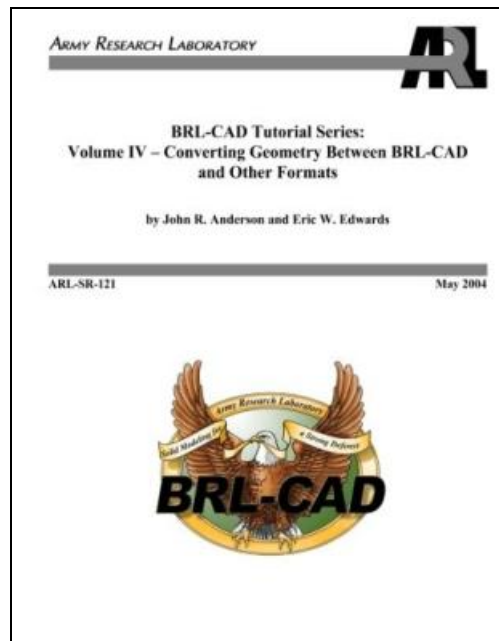 ARMY RESEARCH LABORATORY
ARL
BRL-CAD Tutorial Series:
Volume IV – Converting Geometry Between BRL-CAD
and Other Formats
by John R. Anderson and Eric W. Edwards
ARL-SR-121
May 2004
Army Research Laboratory
Solid Modeling for
a Strong Defense
BRL-CAD